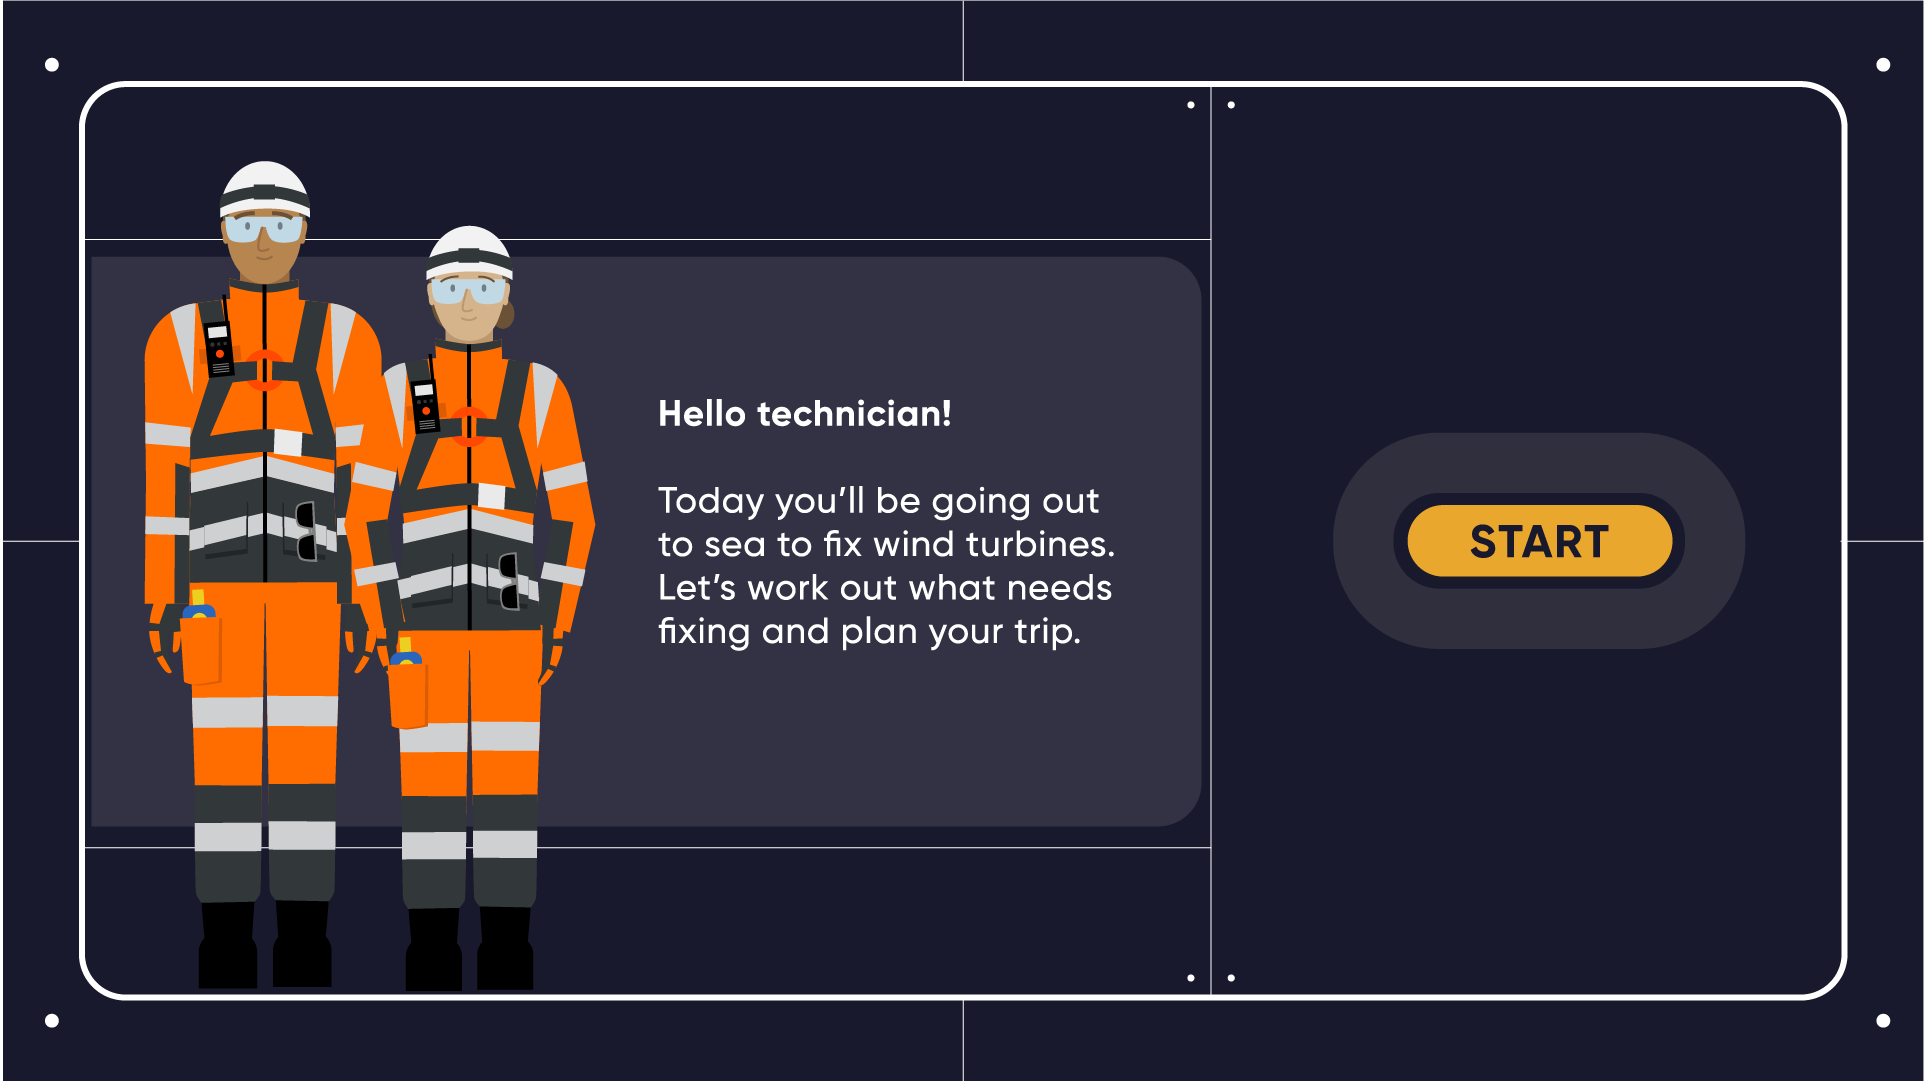 Hello technician!
Today you’ll be going out
to sea to fix wind turbines.
Let’s work out what needs
fixing and plan your trip.
START